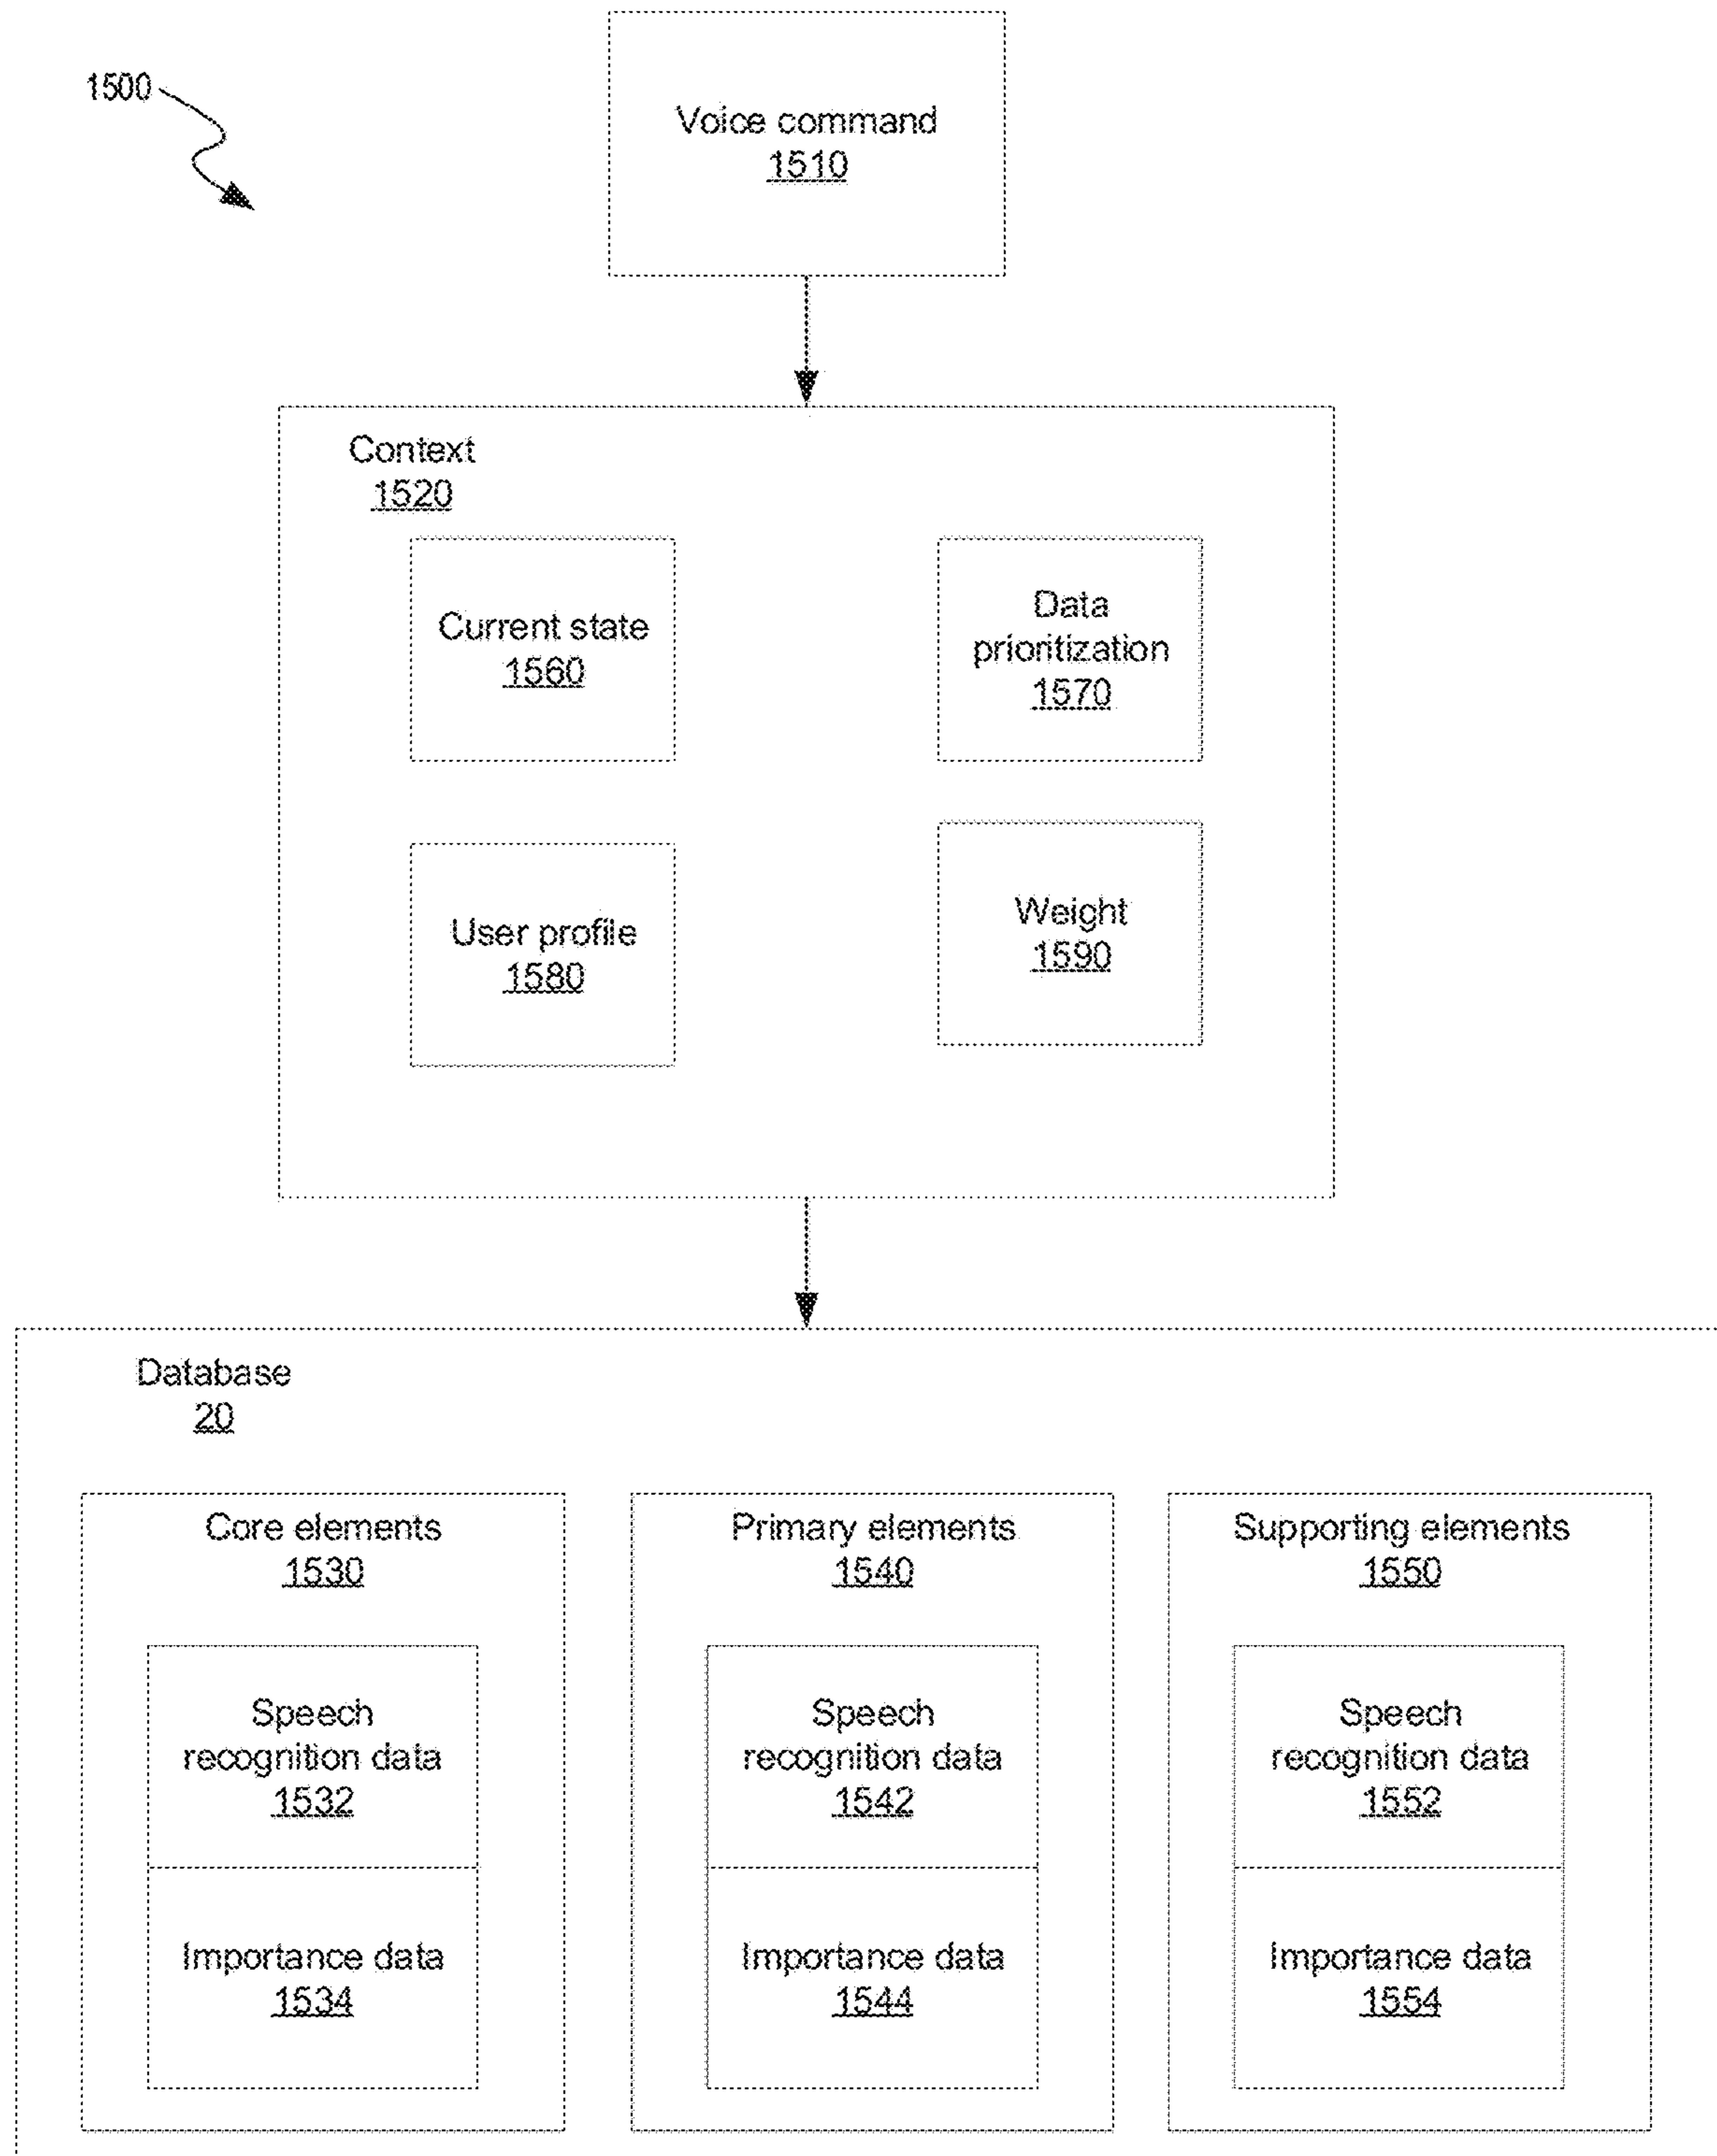 1500
Voice command
1510
Context
1520
Current state
1560
Data
prioritization
1570
User profile
1580
Weight
1590
Database
20
Core elements
1530
Speech
recognition data
1532
Importance data
1534
Primary elements
1540
Speech
recognition data
1542
Importance data
1544
Supporting elements
1550
Speech
recognition data
1552
Importance data
1554